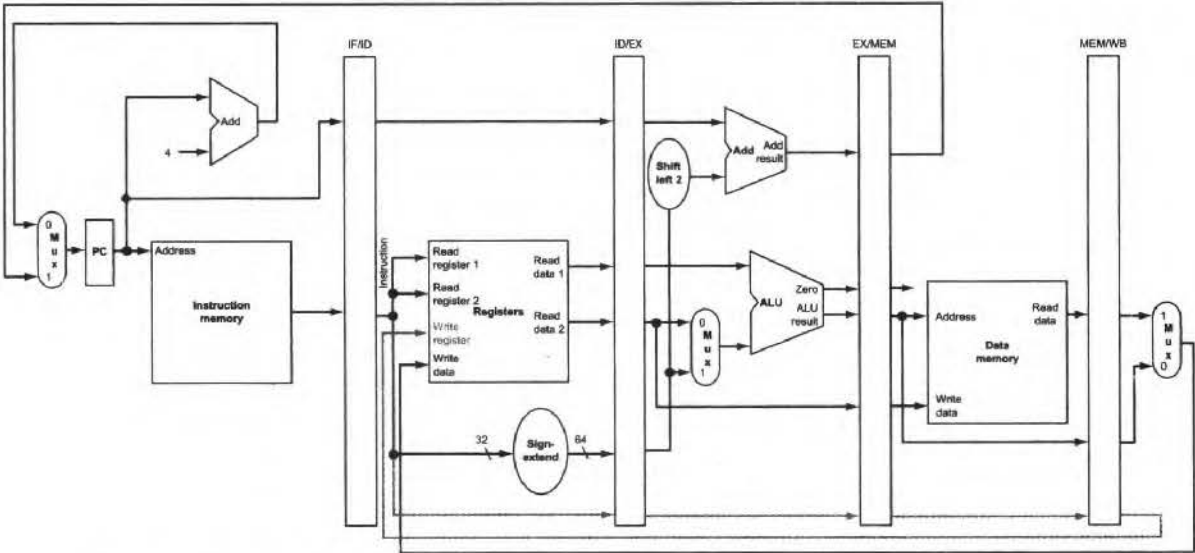 IF/ID
ID/EX
EX/MEM
MEM/WB
Add
4
Add
Add
result
Shift
left 2
0
M
u
x
1
PC
Address
Instruction
memory
Instruction
Read
register 1
Read
register 2
Write
register
Write
data
Registers
Read
data 1
Read
data 2
0
M
u
x
1
Zero
ALU
ALU
result
Address
Write
data
Data
memory
Read
data
1
M
u
x
0
32
Sign-
extend
64